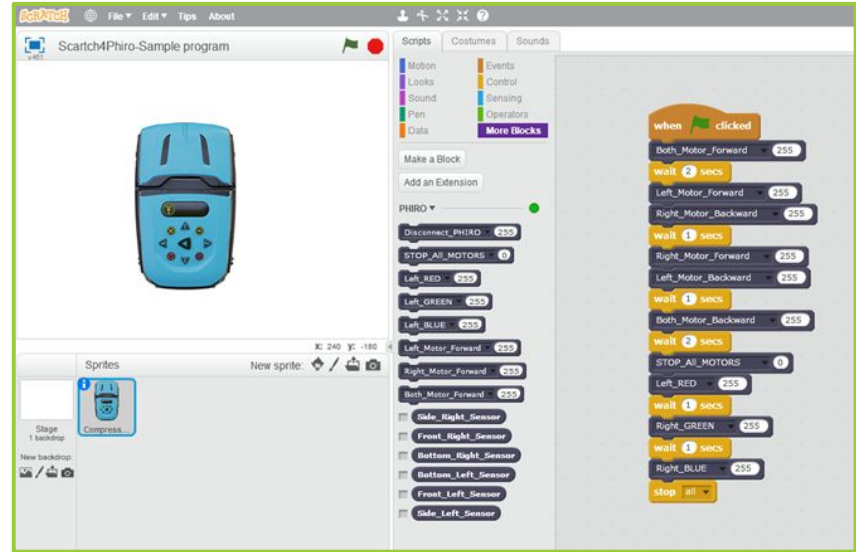 SCRATCH File Edit Tips About
Scartch4Phiro-Sample program
v461
Scripts Costumes Sounds
Motion Events
Looks Control
Sound Sensing
Pen Operators
Data More Blocks
Make a Block
Add an Extension
PHIRO
Disconnect_PHIRO 255
STOP_All_MOTORS 0
Left_RED 255
Left_GREEN 255
Left_BLUE 255
Left_Motor_Forward 255
Right_Motor_Forward 255
Both_Motor_Forward 255
Side_Right_Sensor
Front_Right_Sensor
Bottom_Right_Sensor
Bottom_Left_Sensor
Front_Left_Sensor
Side_Left_Sensor
when clicked
Both_Motor_Forward 255
wait 2 secs
Left_Motor_Forward 255
Right_Motor_Backward 255
wait 1 secs
Right_Motor_Forward 255
Left_Motor_Backward 255
wait 1 secs
Both_Motor_Backward 255
wait 2 secs
STOP_All_MOTORS 0
Left_RED 255
wait 1 secs
Right_GREEN 255
wait 1 secs
Right_BLUE 255
stop all
X: 240 y: -180
Sprites New sprite:
Stage
1 backdrop
New backdrop:
Compress...